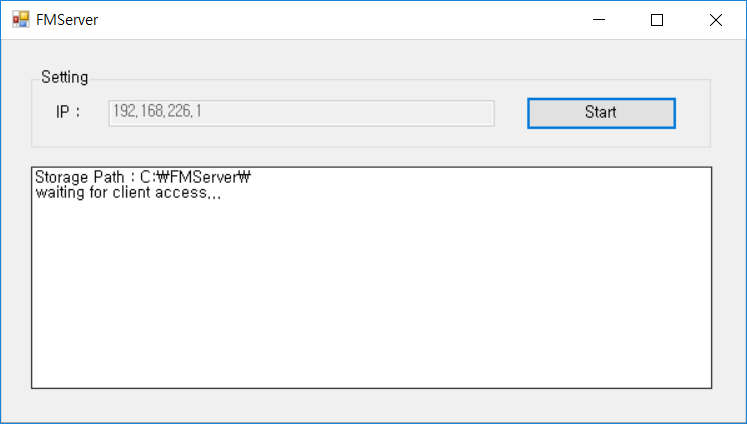 FMServer
Setting
IP :
192,168,226,1
Start
Storage Path : C:₩FMServer₩
waiting for client access,,,